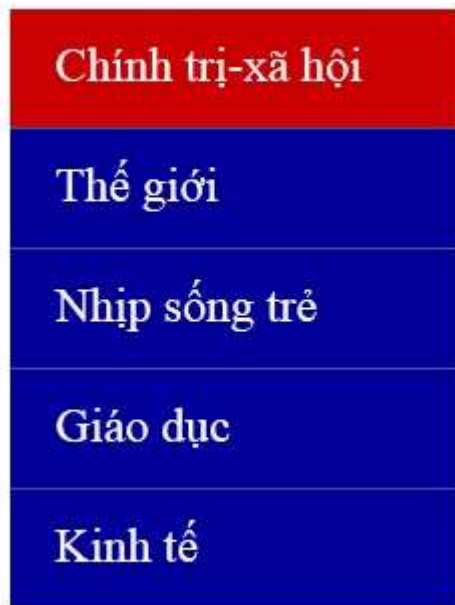 Chính trị-xã hội
Thế giới
Nhịp sống trẻ
Giáo dục
Kinh tế